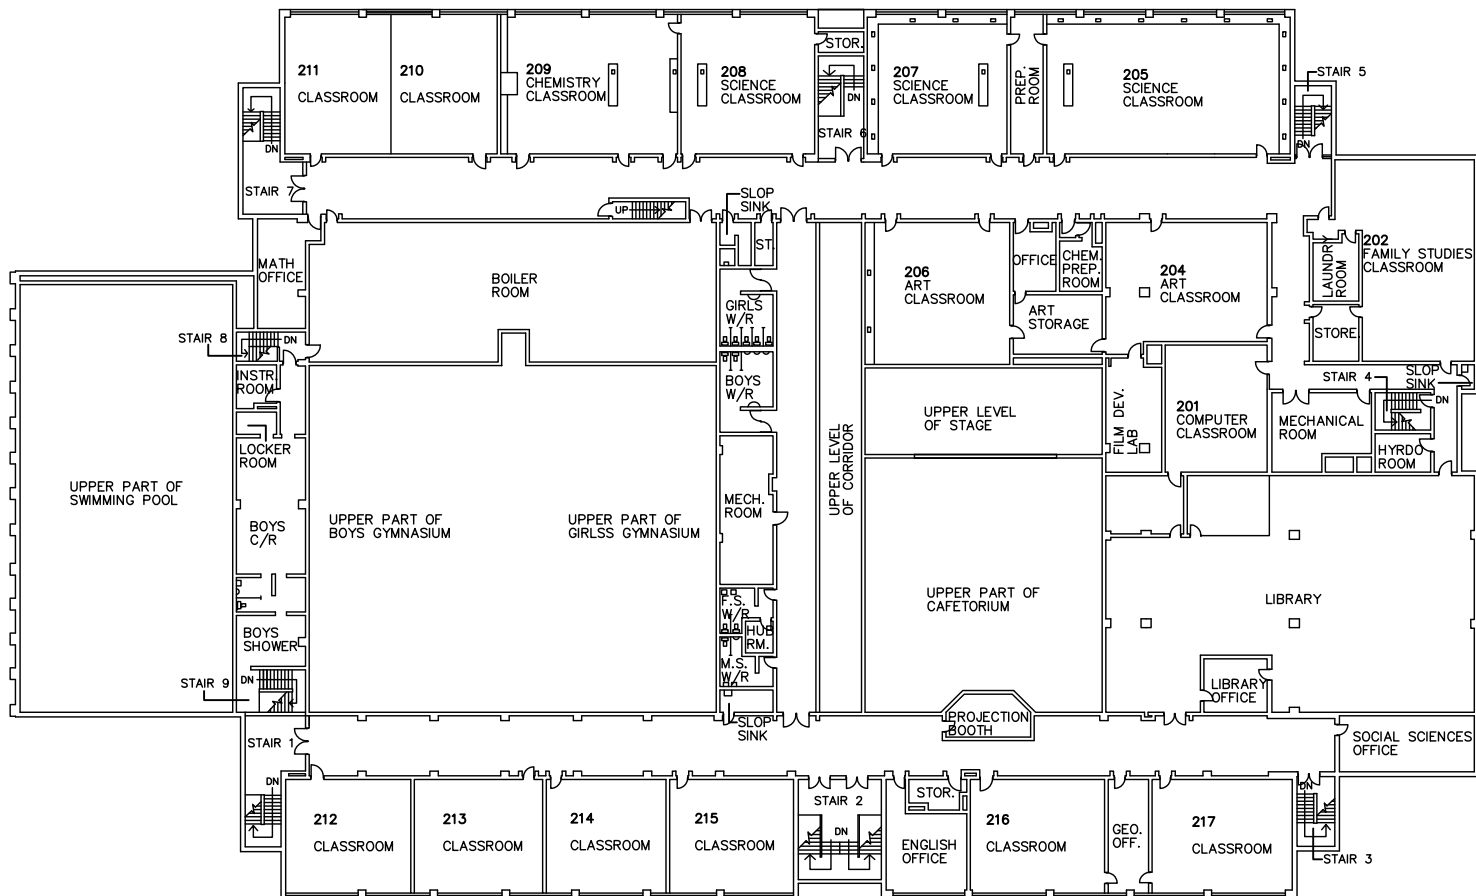 211
CLASSROOM
210
CLASSROOM
209
CHEMISTRY
CLASSROOM
208
SCIENCE
CLASSROOM
STOR.
DN
STAIR 6
207
SCIENCE
CLASSROOM
PREP.
ROOM
205
SCIENCE
CLASSROOM
STAIR 5
DN
DN
STAIR 7
UP
SLOP
SINK
ST.
MATH
OFFICE
BOILER
ROOM
GIRLS
W/R
206
ART
CLASSROOM
OFFICE
CHEM.
PREP.
ROOM
ART
STORAGE
204
ART
CLASSROOM
LAUNDRY
ROOM
202
FAMILY STUDIES
CLASSROOM
STORE.
STAIR 8
DN
INSTR.
ROOM
BOYS
W/R
UPPER LEVEL
OF STAGE
FILM DEV.
LAB
201
COMPUTER
CLASSROOM
STAIR 4
SLOP
SINK
DN
MECHANICAL
ROOM
HYRDO
ROOM
LOCKER
ROOM
UPPER LEVEL
OF CORRIDOR
UPPER PART OF
SWIMMING POOL
BOYS
C/R
UPPER PART OF
BOYS GYMNASIUM
UPPER PART OF
GIRLSS GYMNASIUM
MECH.
ROOM
UPPER PART OF
CAFETORIUM
LIBRARY
F.S.
W/R
HUB
RM.
M.S.
W/R
BOYS
SHOWER
STAIR 9
DN
LIBRARY
OFFICE
SLOP
SINK
PROJECTION
BOOTH
SOCIAL SCIENCES
OFFICE
STAIR 1
DN
212
CLASSROOM
213
CLASSROOM
214
CLASSROOM
215
CLASSROOM
STAIR 2
DN
STOR.
ENGLISH
OFFICE
216
CLASSROOM
GEO.
OFF.
217
CLASSROOM
DN
STAIR 3